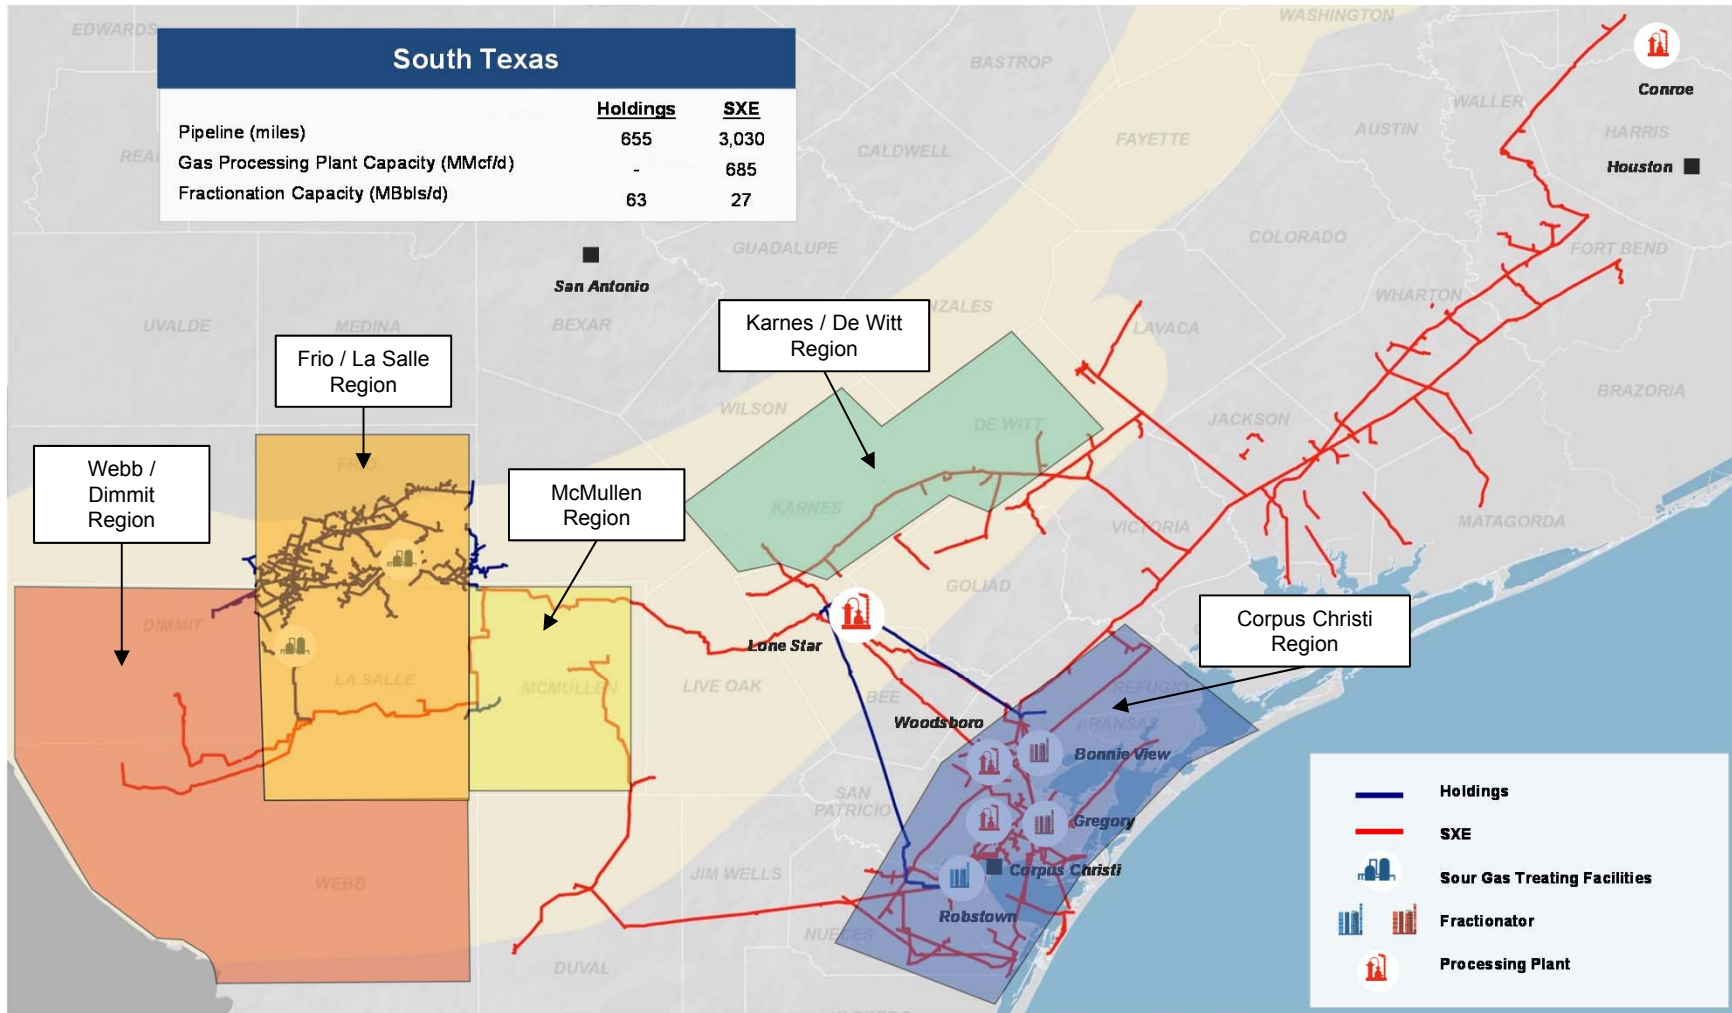 EDWARDS
WASHINGTON
South Texas
Holdings SXE
Pipeline (miles) 655 3,030
Gas Processing Plant Capacity (MMcf/d) - 685
Fractionation Capacity (MBbls/d) 63 27
REAL
BASTROP
CALDWELL
FAYETTE
AUSTIN
WALLER
HARRIS
Conroe
Houston
GUADALUPE
COLORADO
FORT BEND
San Antonio
UVALDE
MEDINA
BEXAR
WHARTON
LAVACA
Karnes / De Witt
Region
Frio / La Salle
Region
WILSON
DE WITT
JACKSON
BRAZORIA
Webb /
Dimmit
Region
FRIO
McMullen
Region
KARNES
VICTORIA
MATAGORDA
GOLIAD
DIMMIT
Lone Star
Corpus Christi
Region
LA SALLE
MCMULLEN
LIVE OAK
BEE
REFUGIO
ARANSAS
Woodsboro
Bonnie View
SAN
PATRICIO
Gregory
WEBB
JIM WELLS
Corpus Christi
Robstown
NUECES
DUVAL
Holdings
SXE
Sour Gas Treating Facilities
Fractionator
Processing Plant